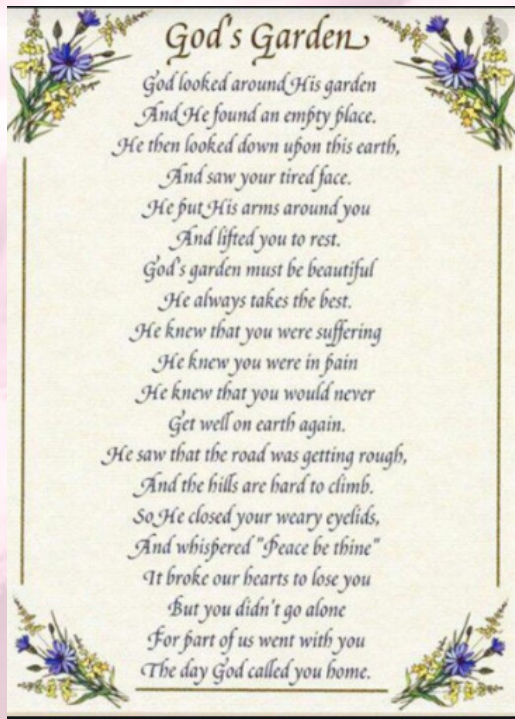 God's Garden
God looked around His garden
And He found an empty place.
He then looked down upon this earth,
And saw your tired face.
He put His arms around you
And lifted you to rest.
God's garden must be beautiful
He always takes the best.
He knew that you were suffering
He knew you were in pain
He knew that you would never
Get well on earth again.
He saw that the road was getting rough,
And the hills are hard to climb.
So He closed your weary eyelids,
And whispered "Peace be thine"
It broke our hearts to lose you
But you didn't go alone
For part of us went with you
The day God called you home.